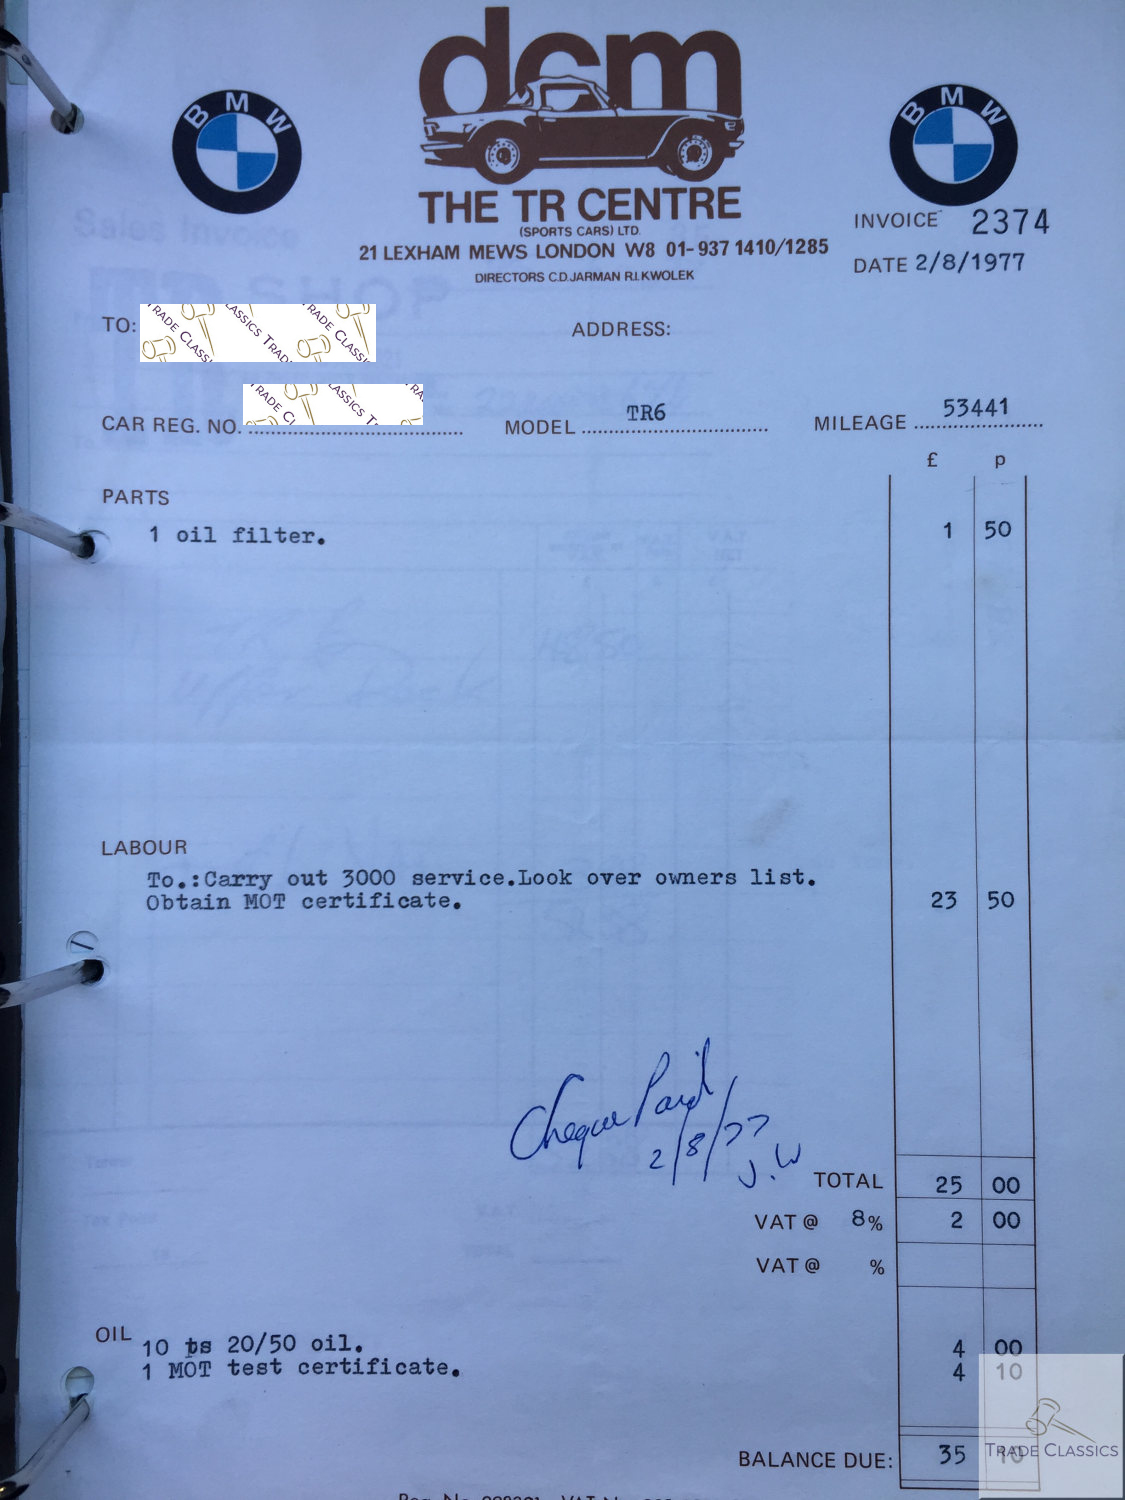 dcm
BMW
BMW
THE TR CENTRE
(SPORTS CARS) LTD.
21 LEXHAM MEWS LONDON W8 01-937 1410/1285
DIRECTORS C.D.JARMAN R.I.KWOLEK
INVOICE 2374
DATE 2/8/1977
TO:
ADDRESS:
CAR REG. NO.
MODEL TR6
MILEAGE 53441
£ p
PARTS
1 oil filter. 1 50
LABOUR
To.:Carry out 3000 service.Look over owners list.
Obtain MOT certificate. 23 50
Cheque Paid
2/8/77
J.W
TOTAL 25 00
VAT @ 8% 2 00
VAT @ %
OIL 10 ts 20/50 oil. 4 00
1 MOT test certificate. 4 10
BALANCE DUE: 35 10
TRADE CLASSICS